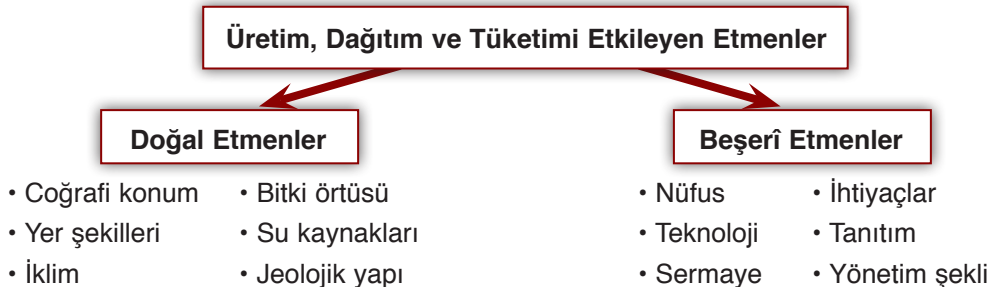 Üretim, Dağıtım ve Tüketimi Etkileyen Etmenler
Doğal Etmenler
• Coğrafi konum
• Yer şekilleri
• İklim
• Bitki örtüsü
• Su kaynakları
• Jeolojik yapı
Beşerî Etmenler
• Nüfus
• Teknoloji
• Sermaye
• İhtiyaçlar
• Tanıtım
• Yönetim şekli